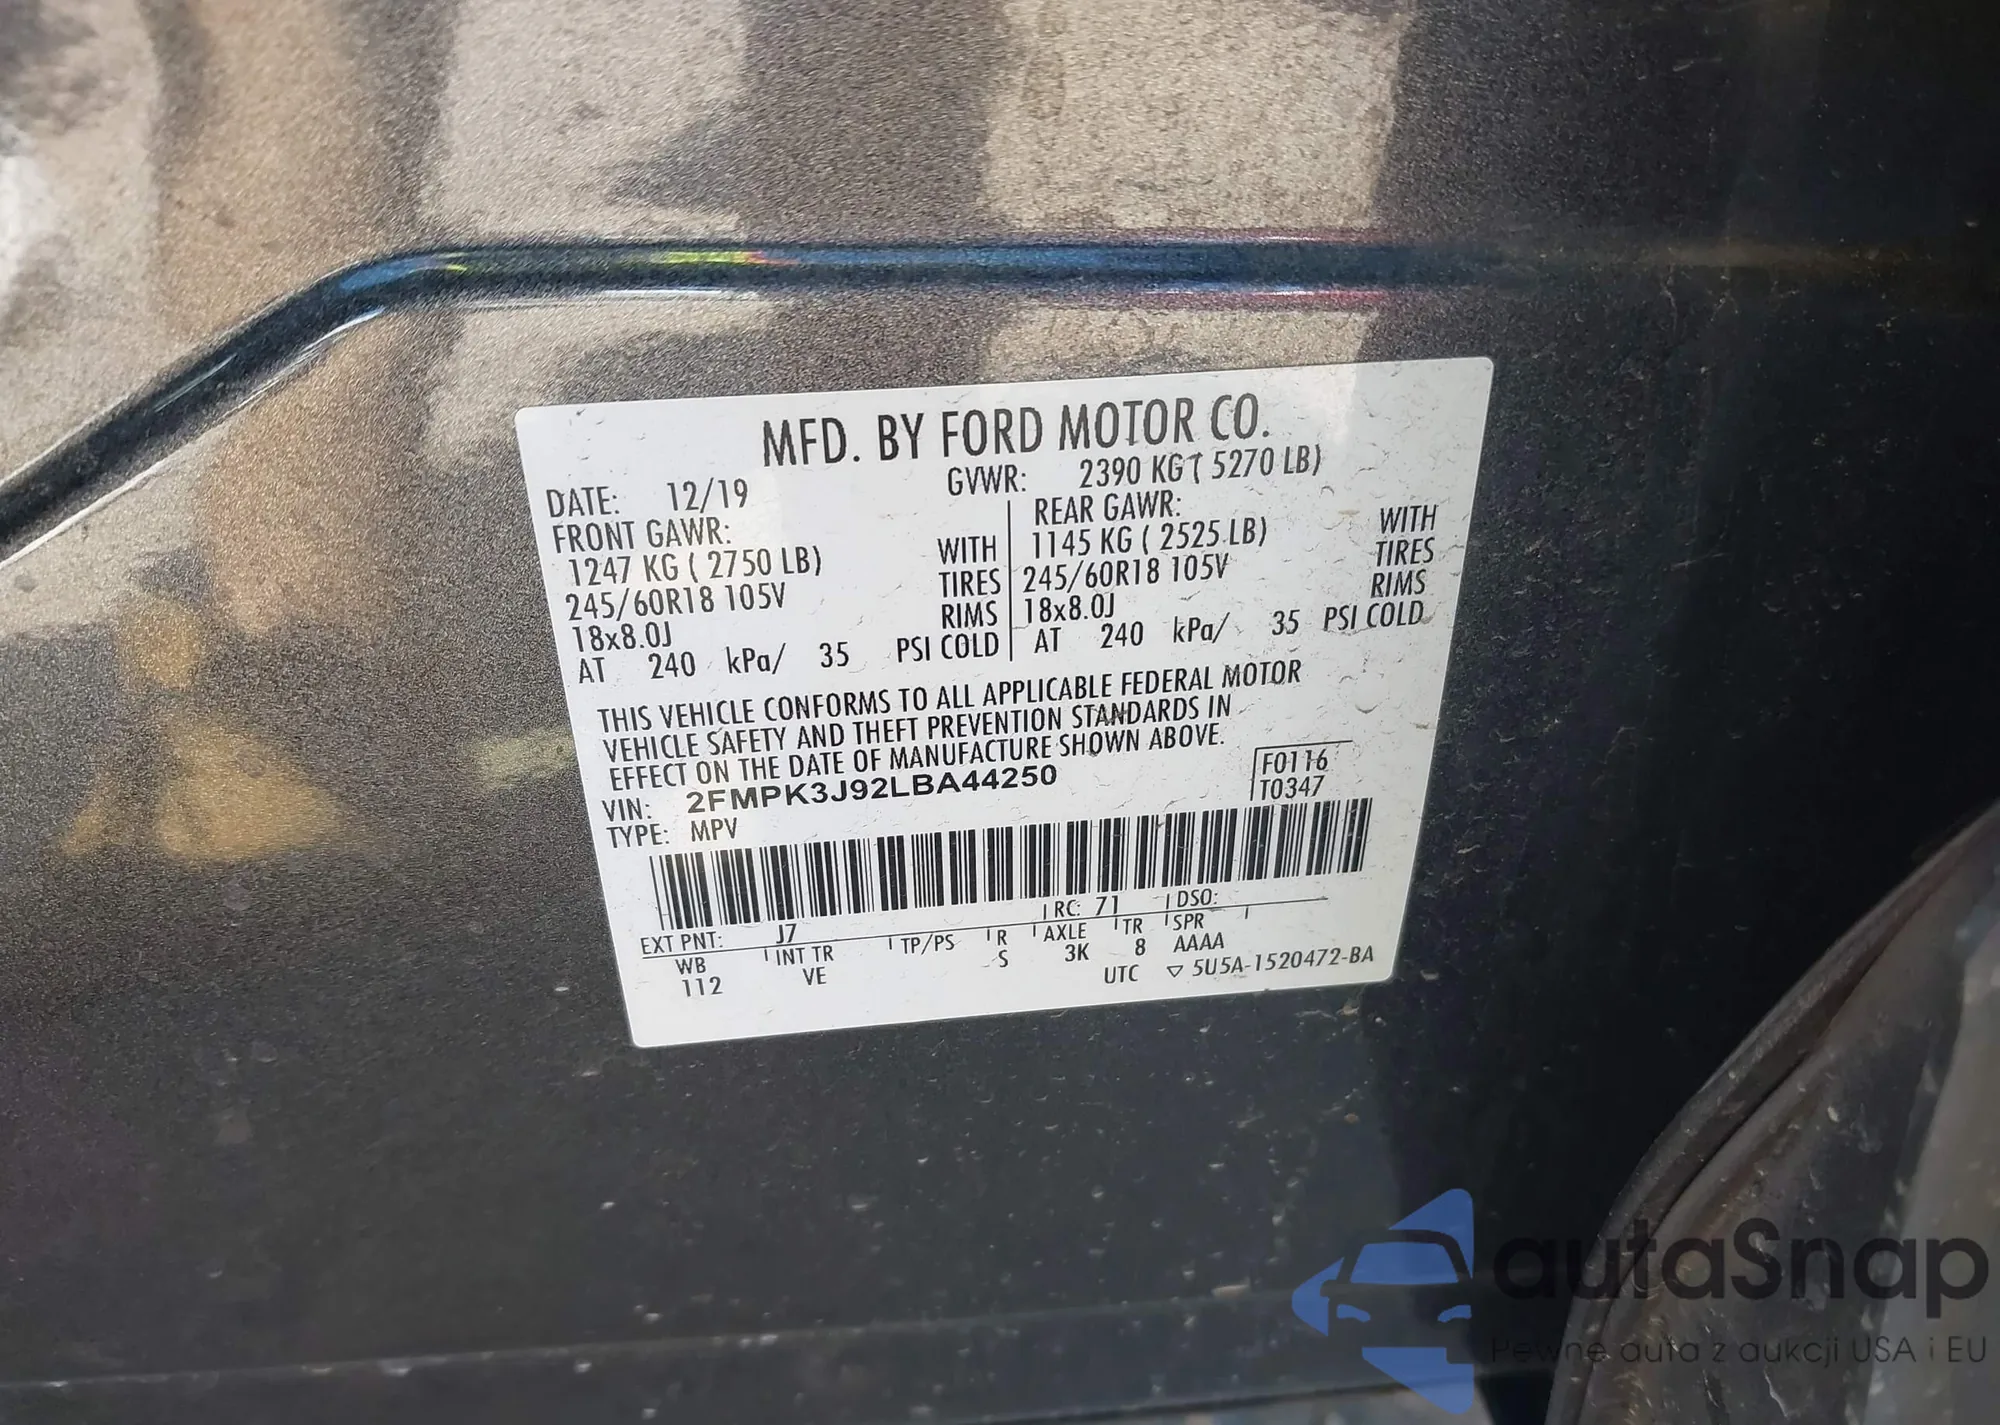 MFD. BY FORD MOTOR CO.
DATE: 12/19 GVWR: 2390 KG ( 5270 LB)
FRONT GAWR: REAR GAWR:
1247 KG ( 2750 LB) WITH 1145 KG ( 2525 LB) WITH
245/60R18 105V TIRES 245/60R18 105V TIRES
18x8.0J RIMS 18x8.0J RIMS
AT 240 kPa/ 35 PSI COLD AT 240 kPa/ 35 PSI COLD
THIS VEHICLE CONFORMS TO ALL APPLICABLE FEDERAL MOTOR
VEHICLE SAFETY AND THEFT PREVENTION STANDARDS IN
EFFECT ON THE DATE OF MANUFACTURE SHOWN ABOVE.
VIN: 2FMPK3J92LBA44250 F0116
TYPE: MPV T0347
EXT PNT: J7 RC: 71 DSO:
WB INT TR TP/PS R AXLE TR SPR
112 VE S 3K 8 AAAA
UTC ▽ 5U5A-1520472-BA
autaSnap
Pewne auta z aukcji USA i EU